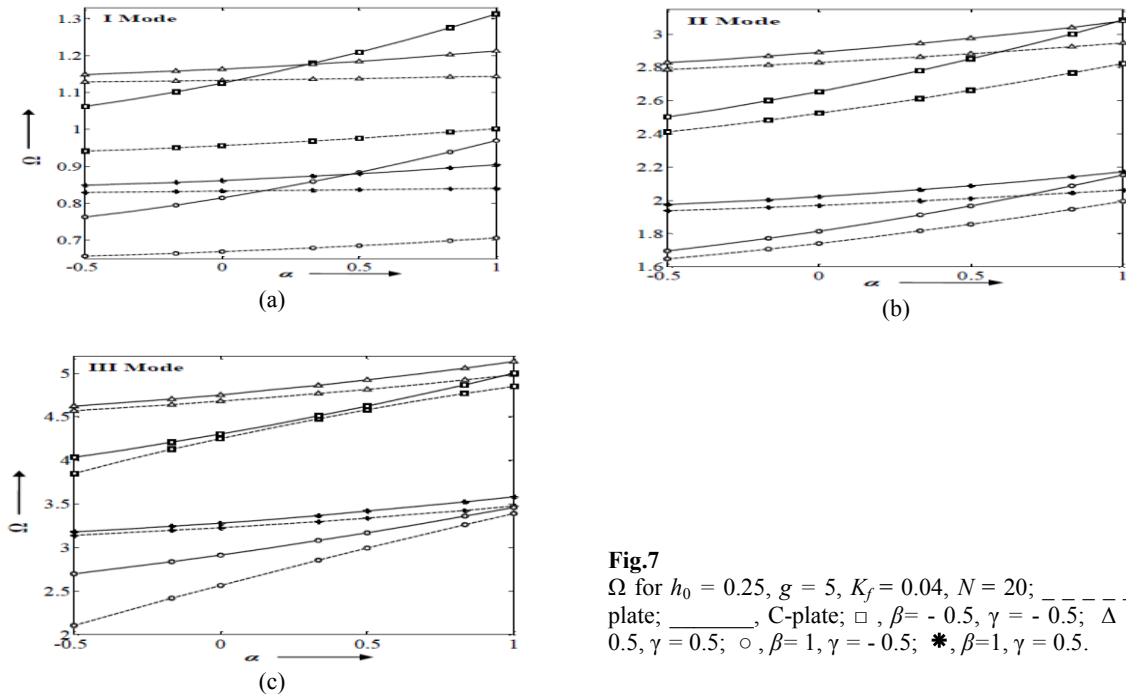 I Mode
1.3
1.2
1.1
1
0.9
0.8
0.7
-0.5 0 0.5 1
Ω
α
(a)
II Mode
3
2.8
2.6
2.4
2.2
2
1.8
1.6
-0.5 0 0.5 1
α
(b)
III Mode
5
4.5
4
3.5
3
2.5
2
-0.5 0 0.5 1
Ω
α
(c)
Fig.7
Ω for h₀ = 0.25, g = 5, K_f = 0.04, N = 20; _ _ _ _ _
plate; _______, C-plate; □ , β= - 0.5, γ = - 0.5; Δ
0.5, γ = 0.5; ○ , β= 1, γ = - 0.5; ✱, β=1, γ = 0.5.